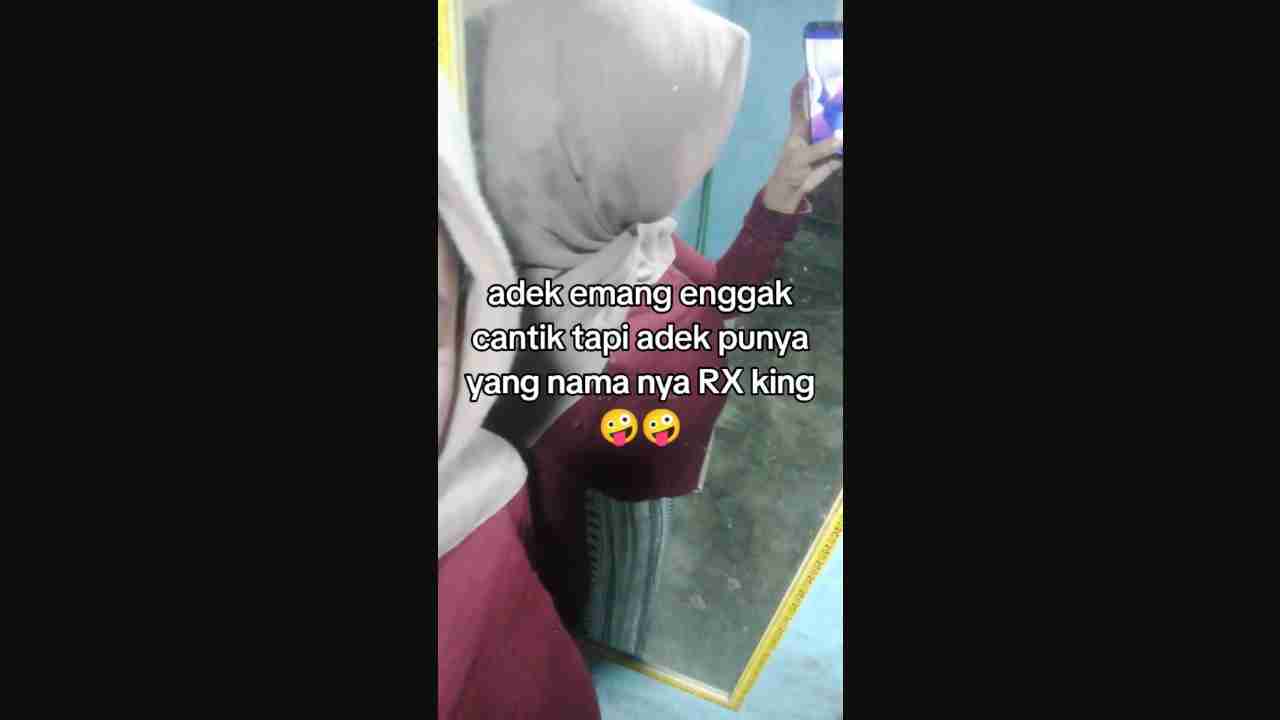 adek emang enggak
cantik tapi adek punya
yang nama nya RX king
🤪🤪